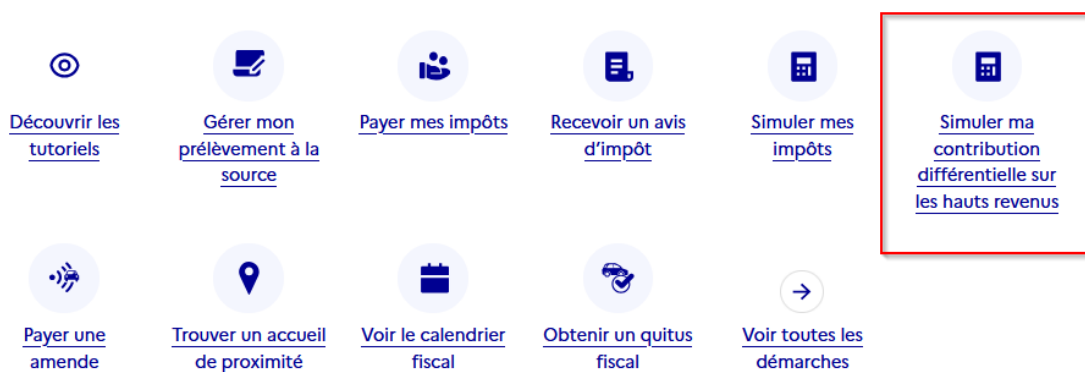 Découvrir les
tutoriels
Gérer mon
prélèvement à la
source
Payer mes impôts
Recevoir un avis
d’impôt
Simuler mes
impôts
Simuler ma
contribution
différentielle sur
les hauts revenus
Payer une
amende
Trouver un accueil
de proximité
Voir le calendrier
fiscal
Obtenir un quitus
fiscal
Voir toutes les
démarches